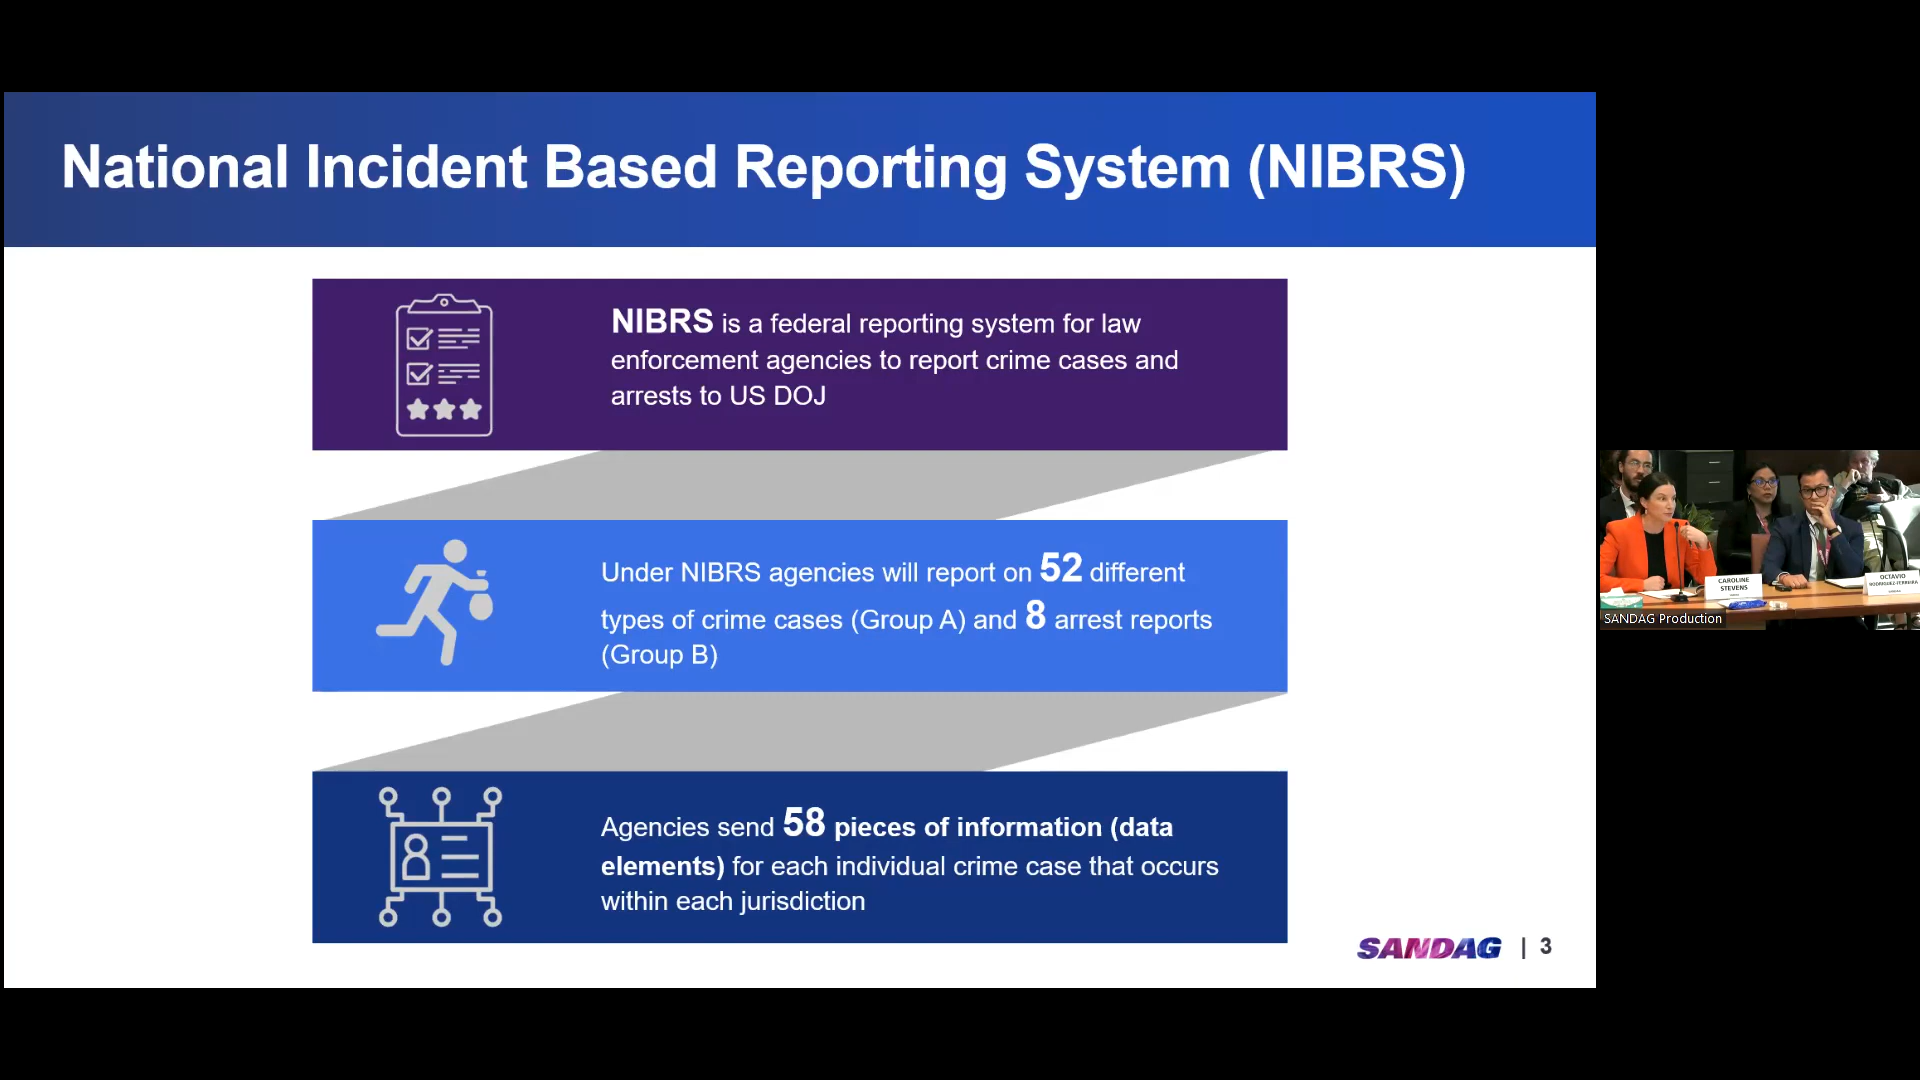 National Incident Based Reporting System (NIBRS)
NIBRS is a federal reporting system for law
enforcement agencies to report crime cases and
arrests to US DOJ
Under NIBRS agencies will report on 52 different
types of crime cases (Group A) and 8 arrest reports
(Group B)
Agencies send 58 pieces of information (data
elements) for each individual crime case that occurs
within each jurisdiction
SANDAG | 3
CAROLINE
STEVENS
OCTAVIO
RODRIGUEZ-FERREIRA
SANDAG Production